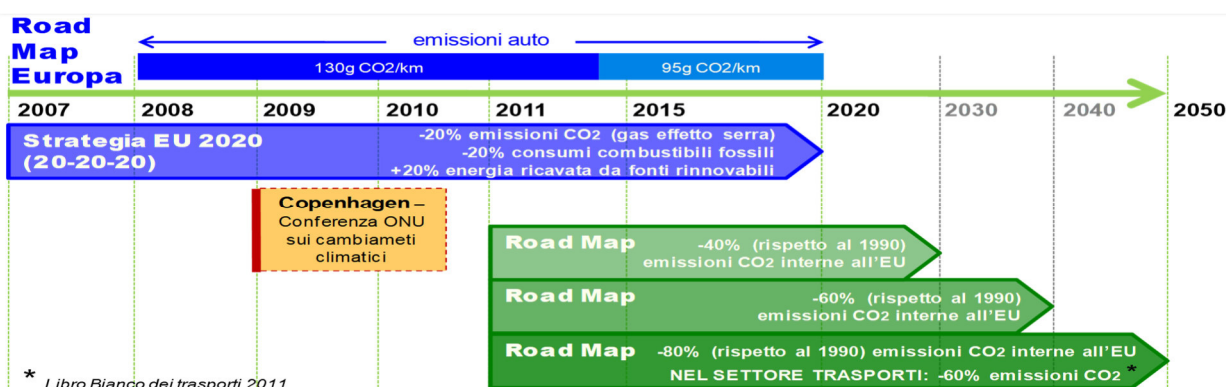 Road
Map
Europa
emissioni auto
130g CO2/km
95g CO2/km
2007 2008 2009 2010 2011 2015 2020 2030 2040 2050
Strategia EU 2020
(20-20-20)
-20% emissioni CO2 (gas effetto serra)
-20% consumi combustibili fossili
+20% energia ricavata da fonti rinnovabili
Copenhagen –
Conferenza ONU
sui cambiameti
climatici
Road Map -40% (rispetto al 1990)
emissioni CO2 interne all'EU
Road Map -60% (rispetto al 1990)
emissioni CO2 interne all'EU
Road Map -80% (rispetto al 1990) emissioni CO2 interne all'EU
NEL SETTORE TRASPORTI: -60% emissioni CO2 *
* Libro Bianco dei trasporti 2011